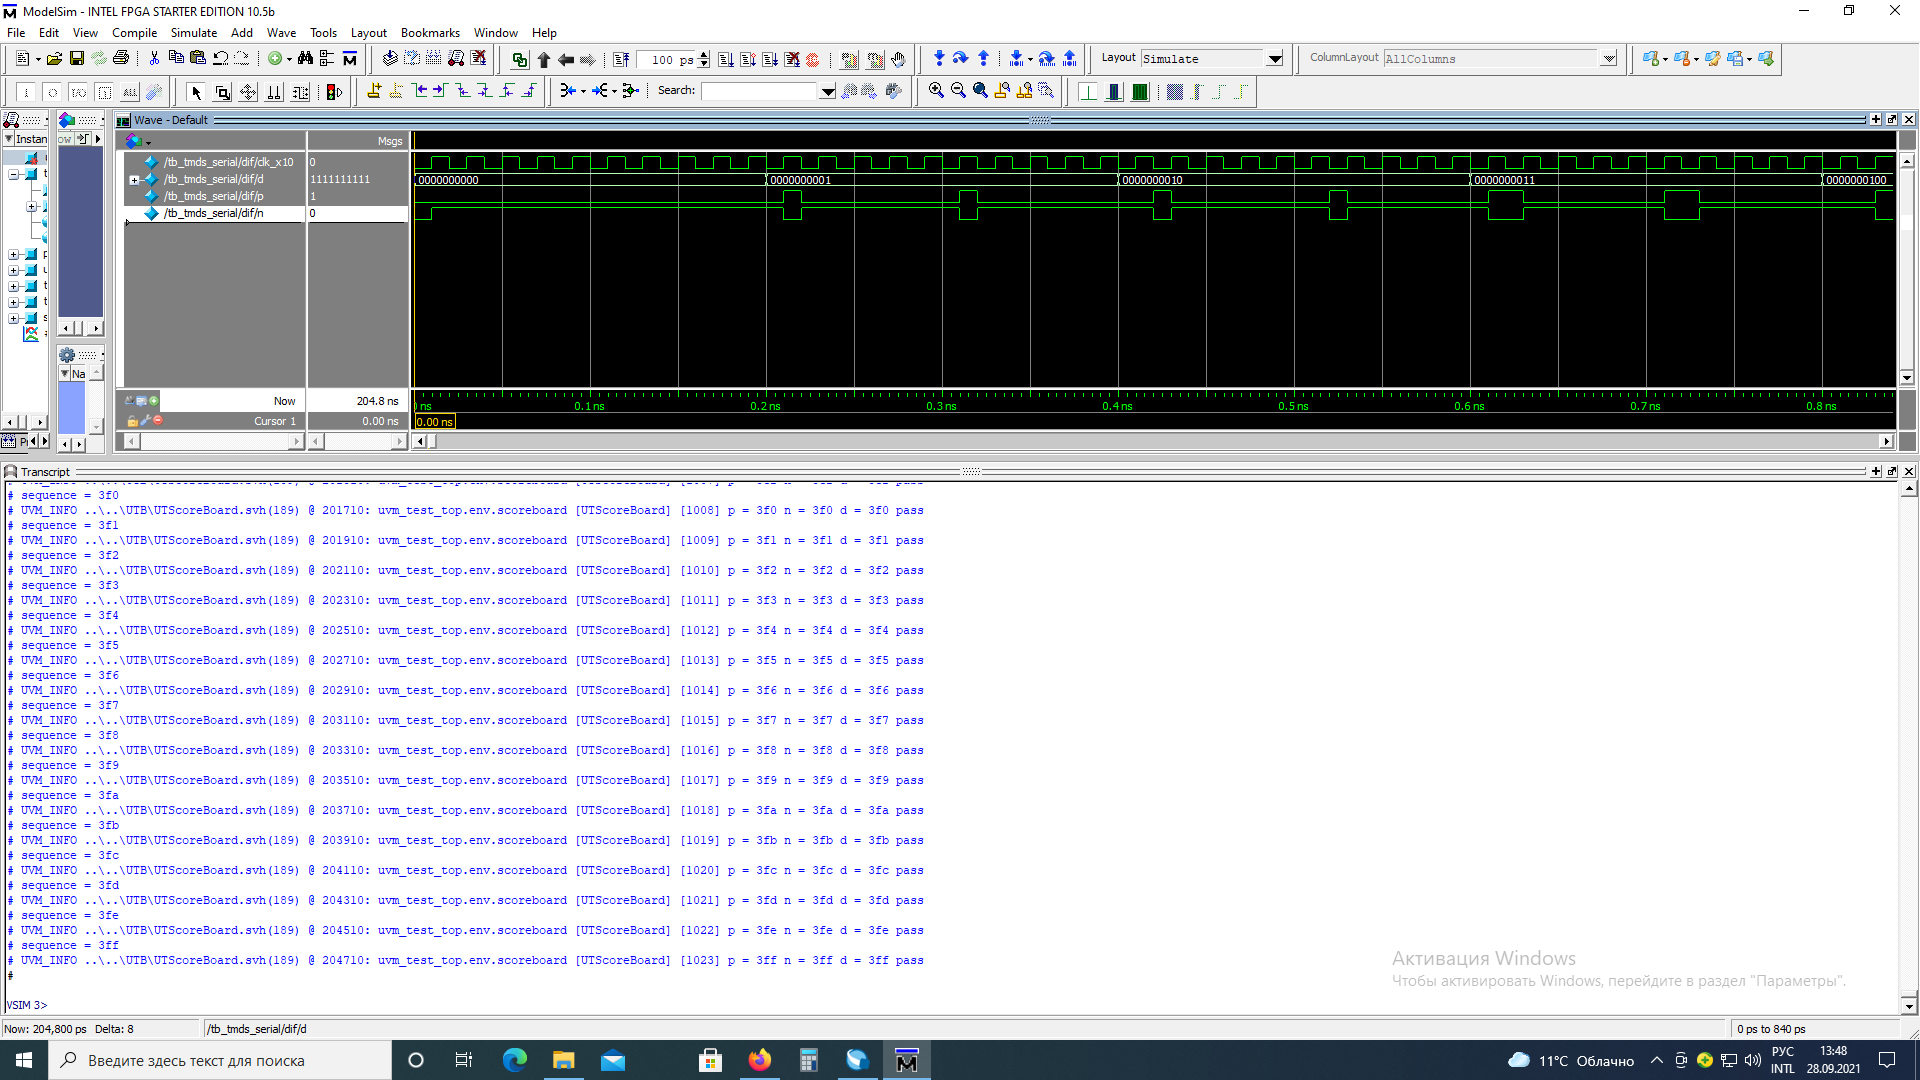 ModelSim - INTEL FPGA STARTER EDITION 10.5b
File Edit View Compile Simulate Add Wave Tools Layout Bookmarks Window Help
100 ps
Layout Simulate
ColumnLayout AllColumns
Search:
Instan
Wave - Default
Msgs
/tb_tmds_serial/dif/clk_x10 0
/tb_tmds_serial/dif/d 1111111111 0000000000 0000000001 0000000010 0000000011 0000000100
/tb_tmds_serial/dif/p 1
/tb_tmds_serial/dif/n 0
Na
Now 204.8 ns
0.1 ns 0.2 ns 0.3 ns 0.4 ns 0.5 ns 0.6 ns 0.7 ns 0.8 ns
Cursor 1 0.00 ns 0.00 ns
Transcript
# sequence = 3f0
# UVM_INFO ..\..\UTB\UTScoreBoard.svh(189) @ 201710: uvm_test_top.env.scoreboard [UTScoreBoard] [1008] p = 3f0 n = 3f0 d = 3f0 pass
# sequence = 3f1
# UVM_INFO ..\..\UTB\UTScoreBoard.svh(189) @ 201910: uvm_test_top.env.scoreboard [UTScoreBoard] [1009] p = 3f1 n = 3f1 d = 3f1 pass
# sequence = 3f2
# UVM_INFO ..\..\UTB\UTScoreBoard.svh(189) @ 202110: uvm_test_top.env.scoreboard [UTScoreBoard] [1010] p = 3f2 n = 3f2 d = 3f2 pass
# sequence = 3f3
# UVM_INFO ..\..\UTB\UTScoreBoard.svh(189) @ 202310: uvm_test_top.env.scoreboard [UTScoreBoard] [1011] p = 3f3 n = 3f3 d = 3f3 pass
# sequence = 3f4
# UVM_INFO ..\..\UTB\UTScoreBoard.svh(189) @ 202510: uvm_test_top.env.scoreboard [UTScoreBoard] [1012] p = 3f4 n = 3f4 d = 3f4 pass
# sequence = 3f5
# UVM_INFO ..\..\UTB\UTScoreBoard.svh(189) @ 202710: uvm_test_top.env.scoreboard [UTScoreBoard] [1013] p = 3f5 n = 3f5 d = 3f5 pass
# sequence = 3f6
# UVM_INFO ..\..\UTB\UTScoreBoard.svh(189) @ 202910: uvm_test_top.env.scoreboard [UTScoreBoard] [1014] p = 3f6 n = 3f6 d = 3f6 pass
# sequence = 3f7
# UVM_INFO ..\..\UTB\UTScoreBoard.svh(189) @ 203110: uvm_test_top.env.scoreboard [UTScoreBoard] [1015] p = 3f7 n = 3f7 d = 3f7 pass
# sequence = 3f8
# UVM_INFO ..\..\UTB\UTScoreBoard.svh(189) @ 203310: uvm_test_top.env.scoreboard [UTScoreBoard] [1016] p = 3f8 n = 3f8 d = 3f8 pass
# sequence = 3f9
# UVM_INFO ..\..\UTB\UTScoreBoard.svh(189) @ 203510: uvm_test_top.env.scoreboard [UTScoreBoard] [1017] p = 3f9 n = 3f9 d = 3f9 pass
# sequence = 3fa
# UVM_INFO ..\..\UTB\UTScoreBoard.svh(189) @ 203710: uvm_test_top.env.scoreboard [UTScoreBoard] [1018] p = 3fa n = 3fa d = 3fa pass
# sequence = 3fb
# UVM_INFO ..\..\UTB\UTScoreBoard.svh(189) @ 203910: uvm_test_top.env.scoreboard [UTScoreBoard] [1019] p = 3fb n = 3fb d = 3fb pass
# sequence = 3fc
# UVM_INFO ..\..\UTB\UTScoreBoard.svh(189) @ 204110: uvm_test_top.env.scoreboard [UTScoreBoard] [1020] p = 3fc n = 3fc d = 3fc pass
# sequence = 3fd
# UVM_INFO ..\..\UTB\UTScoreBoard.svh(189) @ 204310: uvm_test_top.env.scoreboard [UTScoreBoard] [1021] p = 3fd n = 3fd d = 3fd pass
# sequence = 3fe
# UVM_INFO ..\..\UTB\UTScoreBoard.svh(189) @ 204510: uvm_test_top.env.scoreboard [UTScoreBoard] [1022] p = 3fe n = 3fe d = 3fe pass
# sequence = 3ff
# UVM_INFO ..\..\UTB\UTScoreBoard.svh(189) @ 204710: uvm_test_top.env.scoreboard [UTScoreBoard] [1023] p = 3ff n = 3ff d = 3ff pass
#
VSIM 3>
Активация Windows
Чтобы активировать Windows, перейдите в раздел "Параметры".
Now: 204,800 ps Delta: 8 /tb_tmds_serial/dif/d 0 ps to 840 ps
Введите здесь текст для поиска
11°C Облачно
РУС
INTL
13:48
28.09.2021